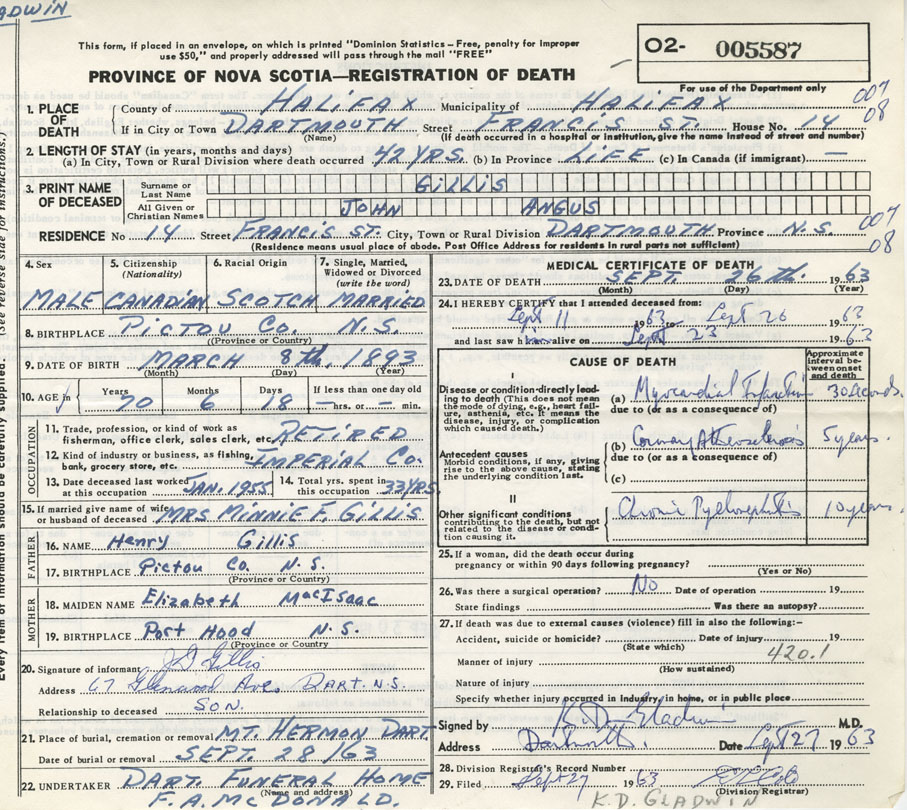 ADWIN
This form, if placed in an envelope, on which is printed "Dominion Statistics – Free, penalty for improper
use $50," and properly addressed will pass through the mail "FREE"
O2- 005587
PROVINCE OF NOVA SCOTIA—REGISTRATION OF DEATH
For use of the Department only
1. PLACE OF DEATH County of HALIFAX Municipality of HALIFAX 007
If in City or Town DARTMOUTH Street FRANCIS ST. House No. 14 08
(Name) (If death occurred in a hospital or institution, give the name instead of street and number)
2. LENGTH OF STAY (in years, months and days)
(a) In City, Town or Rural Division where death occurred 42 YRS. (b) In Province LIFE (c) In Canada (if immigrant) —
3. PRINT NAME OF DECEASED
Surname or Last Name GILLIS
All Given or Christian Names JOHN ANGUS
RESIDENCE No 14 Street FRANCIS ST. City, Town or Rural Division DARTMOUTH Province N.S. 007
(Residence means usual place of abode. Post Office Address for residents in rural parts not sufficient) 08
4. Sex MALE
5. Citizenship (Nationality) CANADIAN
6. Racial Origin SCOTCH
7. Single, Married, Widowed or Divorced (write the word) MARRIED
8. BIRTHPLACE PICTOU CO. N.S.
(Province or Country)
9. DATE OF BIRTH MARCH 8th, 1893
(Month) (Day) (Year)
10. AGE Years 70 Months 6 Days 18 If less than one day old — hrs. or — min.
OCCUPATION
11. Trade, profession, or kind of work as fisherman, office clerk, sales clerk, etc. RETIRED
12. Kind of industry or business, as fishing, bank, grocery store, etc. IMPERIAL CO.
13. Date deceased last worked at this occupation JAN. 1955
14. Total yrs. spent in this occupation 33 YRS.
15. If married give name of wife or husband of deceased MRS MINNIE F. GILLIS
FATHER
16. NAME Henry Gillis
17. BIRTHPLACE Pictou Co. N.S.
(Province or Country)
MOTHER
18. MAIDEN NAME Elizabeth MacIsaac
19. BIRTHPLACE Port Hood N.S.
(Province or Country)
20. Signature of informant Gillis
Address 67 Ave, DART. N.S.
Relationship to deceased SON.
21. Place of burial, cremation or removal MT. HERMON DART
Date of burial or removal SEPT. 28/63
22. UNDERTAKER DART. FUNERAL HOME
(Name and address)
F. A. McDONALD.
MEDICAL CERTIFICATE OF DEATH
23. DATE OF DEATH SEPT. 26th. 1963
(Month) (Day) (Year)
24. I HEREBY CERTIFY that I attended deceased from:
Sept 11 1963 to Sept 26 1963
and last saw him alive on Sept 23 1963
CAUSE OF DEATH
Approximate interval between onset and death
I
Disease or condition directly leading to death (This does not mean the mode of dying, e.g., heart failure, asthenia, etc. It means the disease, injury, or complication which caused death.)
(a) Myocardial Infarction 30 seconds
due to (or as a consequence of)
Antecedent causes
Morbid conditions, if any, giving rise to the above cause, stating the underlying condition last.
(b) Coronary Atherosclerosis 5 years.
due to (or as a consequence of)
(c)
II
Other significant conditions contributing to the death, but not related to the disease or condition causing it.
Chronic Pyelonephritis 10 years.
25. If a woman, did the death occur during
pregnancy or within 90 days following pregnancy?
(Yes or No)
26. Was there a surgical operation? No Date of operation 19
State findings Was there an autopsy?
27. If death was due to external causes (violence) fill in also the following:–
Accident, suicide or homicide? Date of injury 19
(State which) 420.1
Manner of injury
(How sustained)
Nature of injury
Specify whether injury occurred in industry, in home, or in public place
Signed by K. D. Gladwin M.D.
Address Dartmouth. Date Sept 27 1963
28. Division Registrar's Record Number
29. Filed Sept 27 1963
(Division Registrar)
K.D. GLADWIN
Every item of information should be carefully supplied. (See reverse side for instructions.)